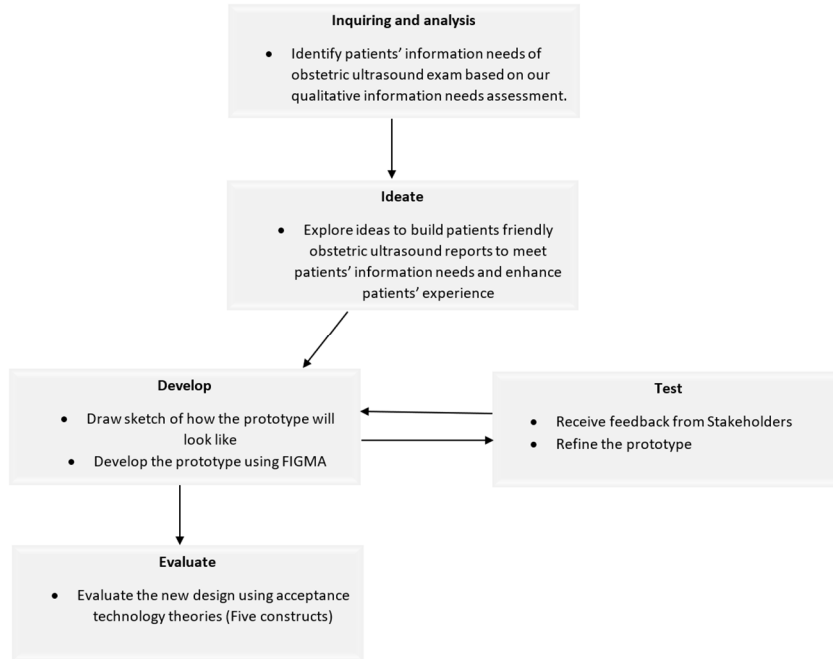 Inquiring and analysis
• Identify patients’ information needs of
obstetric ultrasound exam based on our
qualitative information needs assessment.
Ideate
• Explore ideas to build patients friendly
obstetric ultrasound reports to meet
patients’ information needs and enhance
patients’ experience
Develop
• Draw sketch of how the prototype will
look like
• Develop the prototype using FIGMA
Test
• Receive feedback from Stakeholders
• Refine the prototype
Evaluate
• Evaluate the new design using acceptance
technology theories (Five constructs)